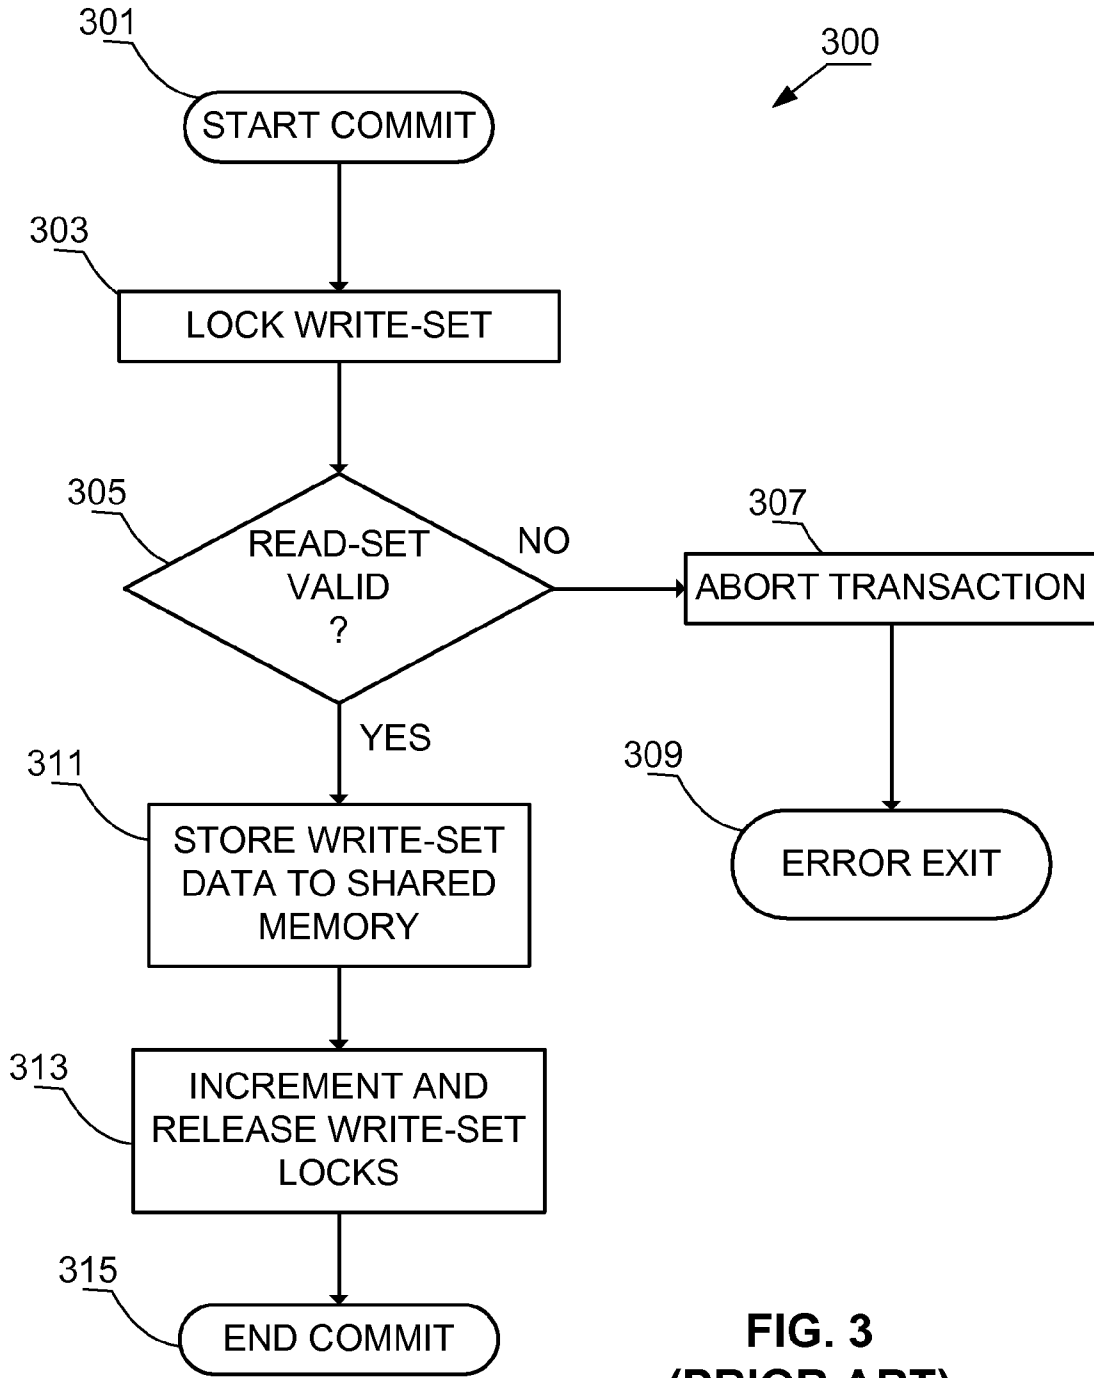 301
300
START COMMIT
303
LOCK WRITE-SET
305
READ-SET
VALID
?
NO
307
ABORT TRANSACTION
YES
311
309
STORE WRITE-SET
DATA TO SHARED
MEMORY
ERROR EXIT
313
INCREMENT AND
RELEASE WRITE-SET
LOCKS
315
END COMMIT
FIG. 3
(PRIOR ART)